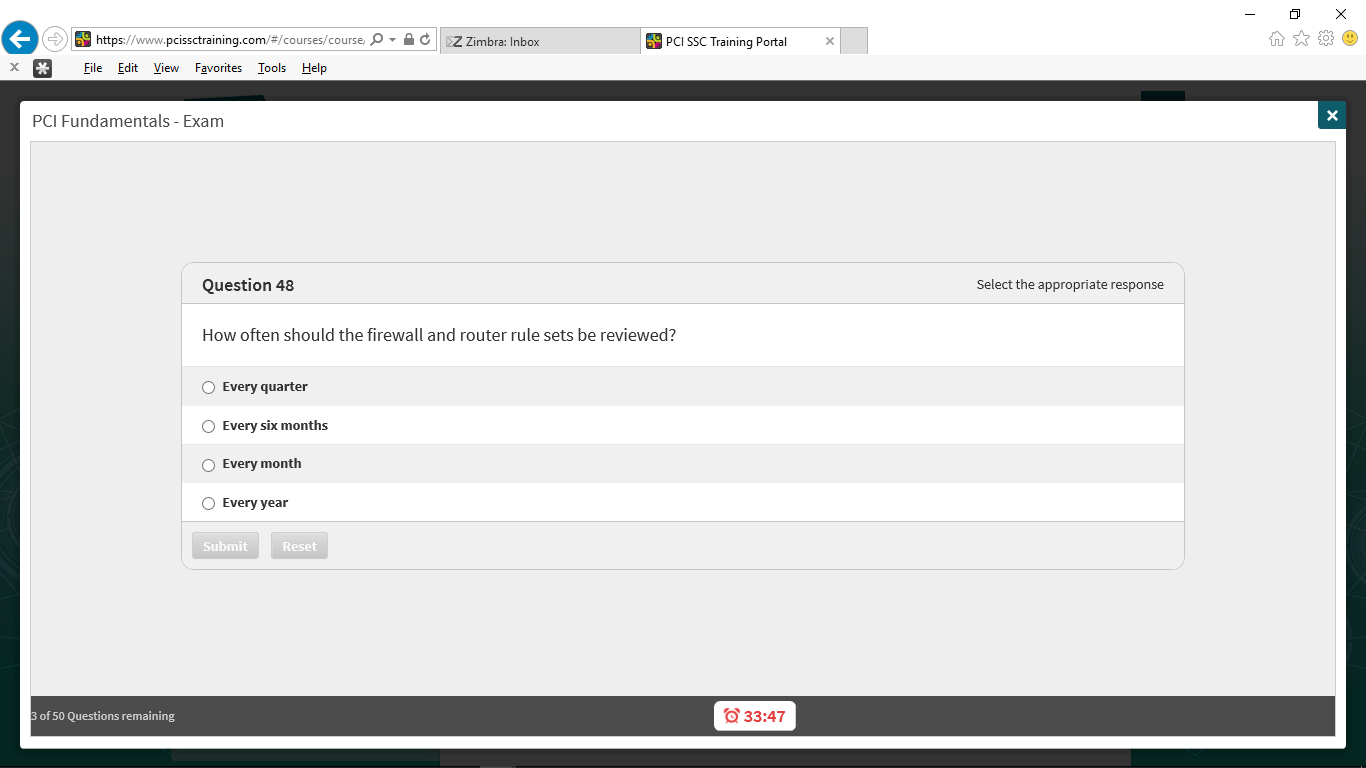 https://www.pcissctraining.com/#/courses/course,
Zimbra: Inbox
PCI SSC Training Portal
File Edit View Favorites Tools Help
PCI Fundamentals - Exam
Question 48
Select the appropriate response
How often should the firewall and router rule sets be reviewed?
Every quarter
Every six months
Every month
Every year
Submit Reset
3 of 50 Questions remaining
33:47